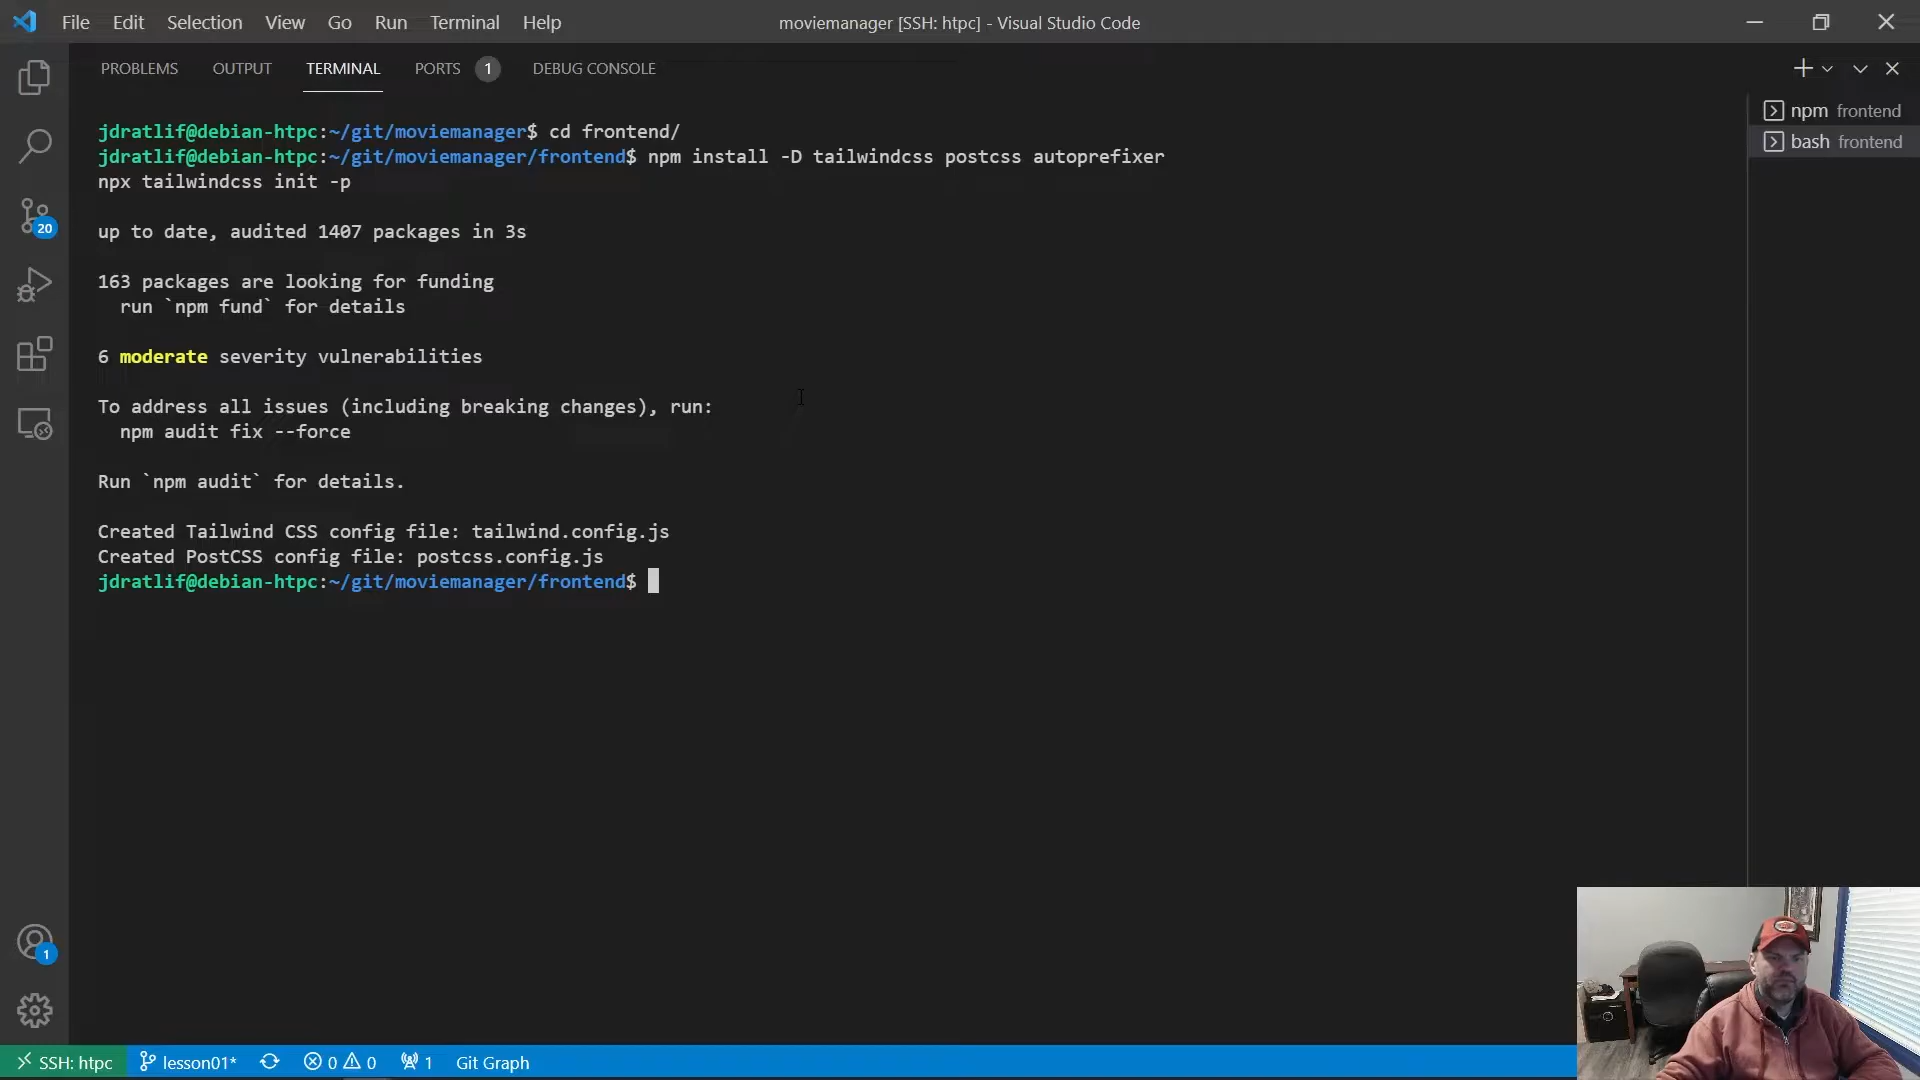 File Edit Selection View Go Run Terminal Help
moviemanager [SSH: htpc] - Visual Studio Code
PROBLEMS OUTPUT TERMINAL PORTS 1 DEBUG CONSOLE
npm frontend
bash frontend
jdratlif@debian-htpc:~/git/moviemanager$ cd frontend/
jdratlif@debian-htpc:~/git/moviemanager/frontend$ npm install -D tailwindcss postcss autoprefixer
npx tailwindcss init -p
up to date, audited 1407 packages in 3s
163 packages are looking for funding
run `npm fund` for details
6 moderate severity vulnerabilities
To address all issues (including breaking changes), run:
npm audit fix --force
Run `npm audit` for details.
Created Tailwind CSS config file: tailwind.config.js
Created PostCSS config file: postcss.config.js
jdratlif@debian-htpc:~/git/moviemanager/frontend$
20
1
SSH: htpc lesson01* 0 0 1 Git Graph